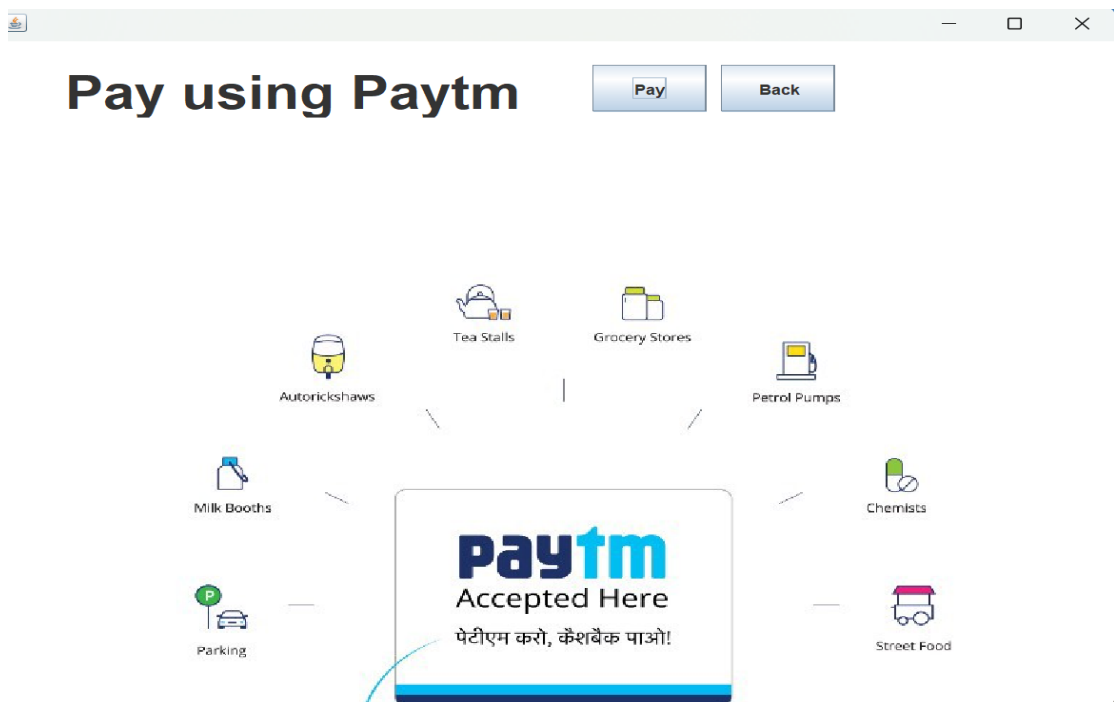 Pay using Paytm
Pay
Back
Tea Stalls
Grocery Stores
Autorickshaws
Petrol Pumps
Milk Booths
Chemists
paytm
Accepted Here
पेटीएम करो, कैशबैक पाओ!
P
Parking
Street Food